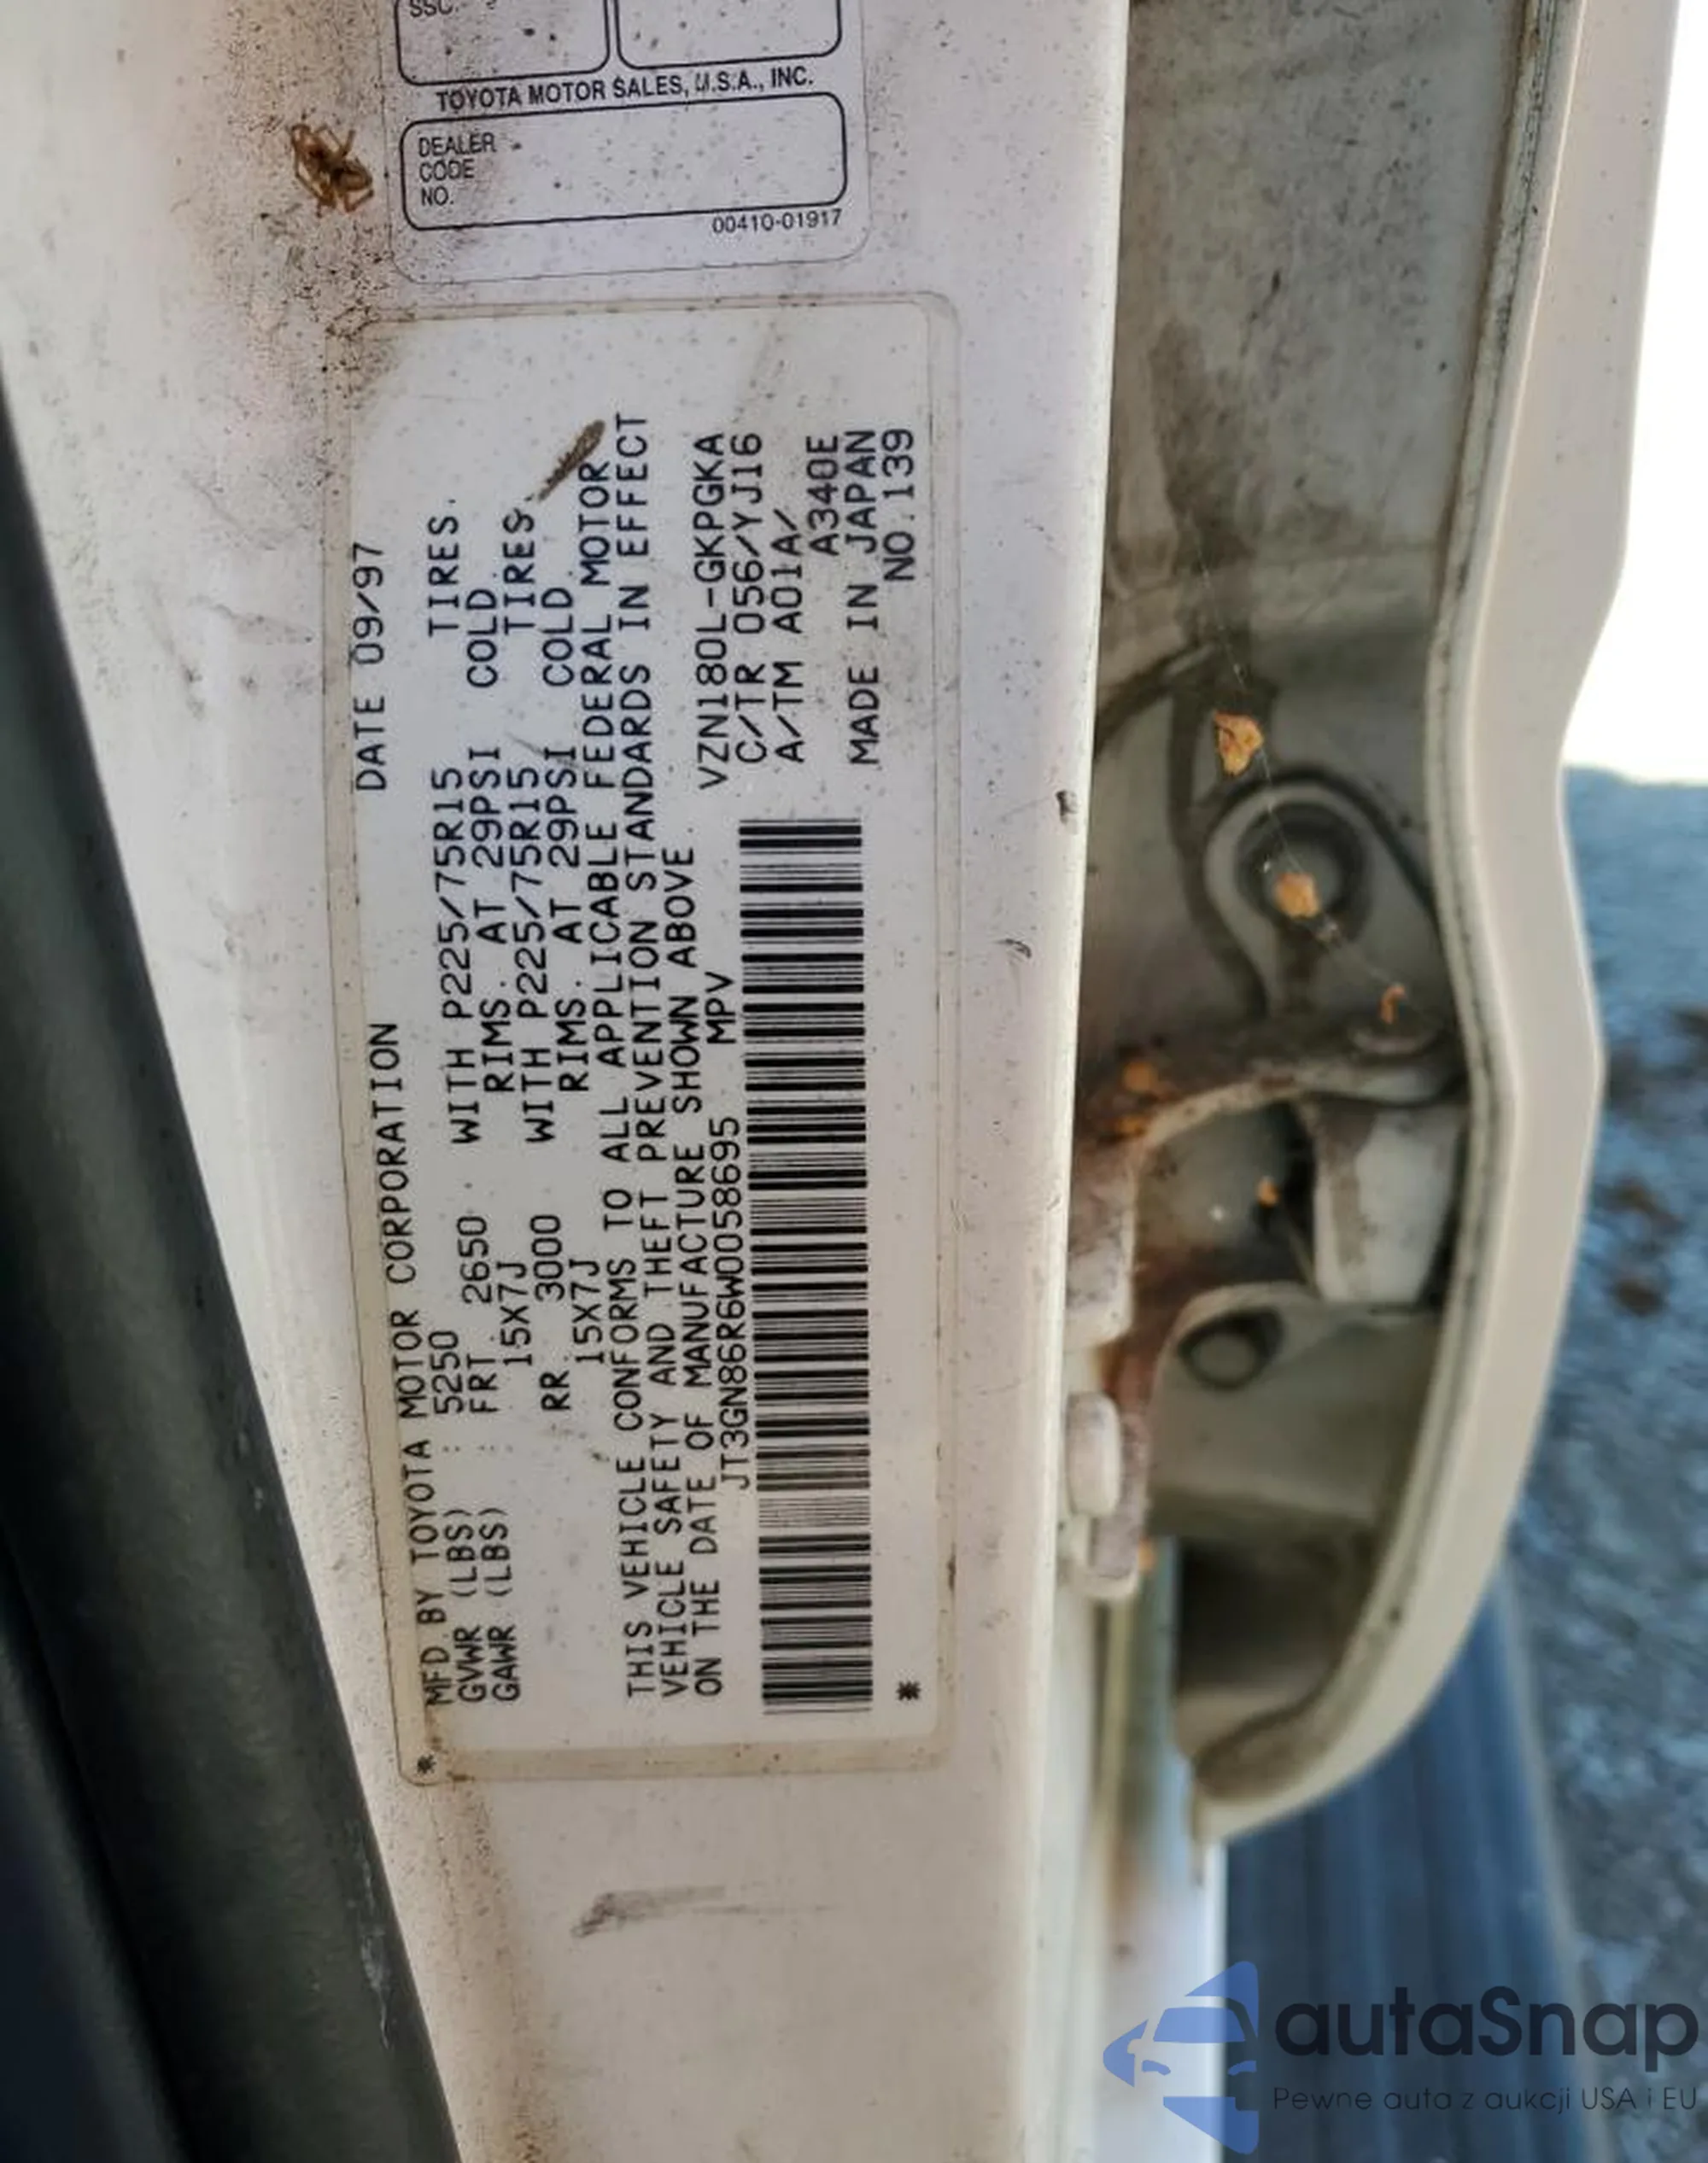 SSC.
TOYOTA MOTOR SALES, U.S.A., INC.
DEALER
CODE
NO.
00410-01917
MFD.BY TOYOTA MOTOR CORPORATION DATE 09/97
GVWR (LBS) : 5250
GAWR (LBS) : FRT. 2650 WITH P225/75R15 TIRES.
15X7J RIMS. AT 29PSI COLD.
RR. 3000 WITH P225/75R15 TIRES
15X7J RIMS. AT 29PSI COLD.
THIS VEHICLE CONFORMS TO ALL APPLICABLE FEDERAL MOTOR
VEHICLE SAFETY AND THEFT PREVENTION STANDARDS IN EFFECT
ON THE DATE OF MANUFACTURE SHOWN ABOVE.
JT3GN86R6W0058695 MPV
VZN180L-GKPGKA
C/TR 056/YJ16
A/TM A01A/
A340E
MADE IN JAPAN
NO.139
autaSnap
Pewne auta z aukcji USA i EU